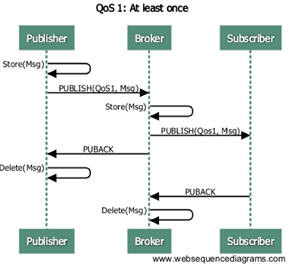 QoS 1: At least once
Publisher Broker Subscriber
Store(Msg)
PUBLISH(QoS1, Msg)
Store(Msg)
PUBLISH(Qos1, Msg)
PUBACK
Delete(Msg)
PUBACK
Delete(Msg)
Publisher Broker Subscriber
www.websequencediagrams.com